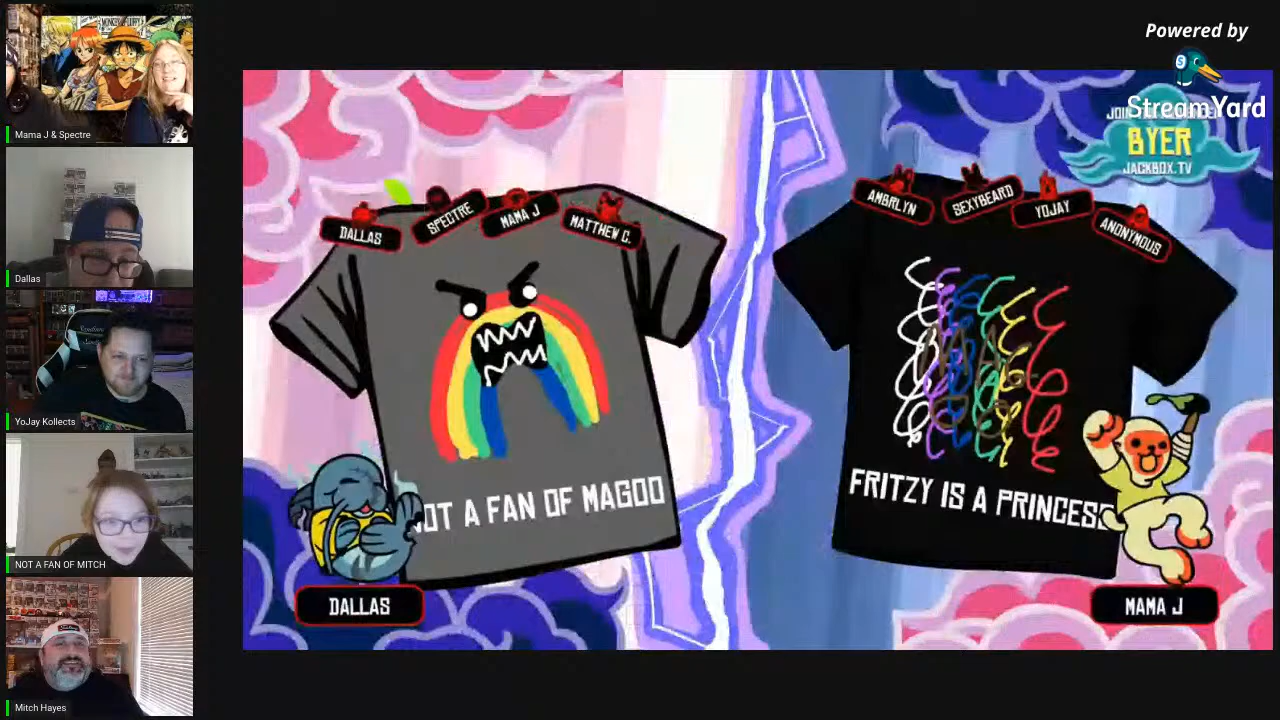 Powered by
StreamYard
Mama J & Spectre
Dallas
YoJay Kollects
NOT A FAN OF MITCH
Mitch Hayes
BYER
JACKBOX.TV
DALLAS
SPECTRE
MAMA J
MATTHEW C.
AMBRLYN
SEXYBEARD
YOJAY
ANONYMOUS
OT A FAN OF MAGOO
FRITZY IS A PRINCESS
DALLAS
MAMA J